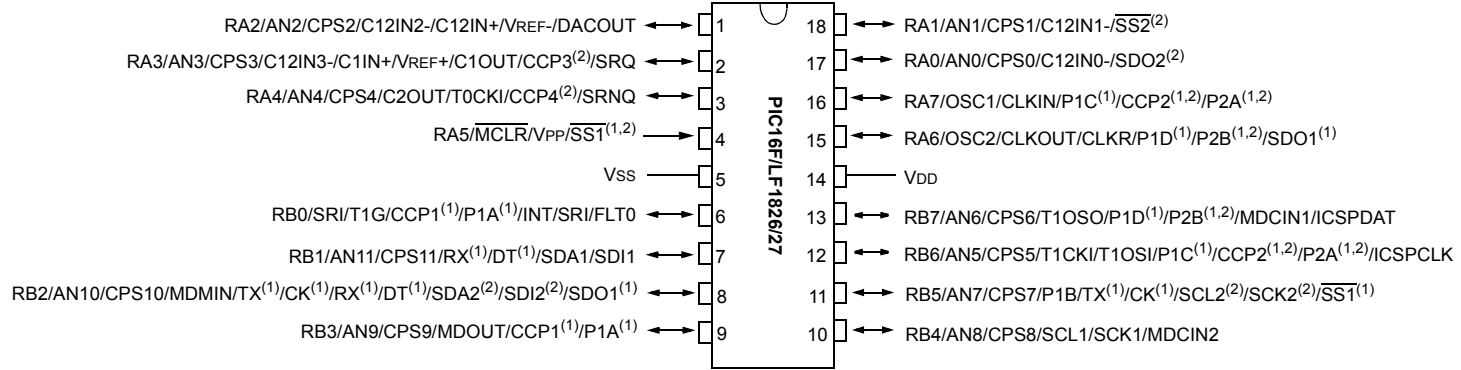 RA2/AN2/CPS2/C12IN2-/C12IN+/VREF-/DACOUT 1
RA3/AN3/CPS3/C12IN3-/C1IN+/VREF+/C1OUT/CCP3(2)/SRQ 2
RA4/AN4/CPS4/C2OUT/T0CKI/CCP4(2)/SRNQ 3
RA5/MCLR/VPP/SS1(1,2) 4
VSS 5
RB0/SRI/T1G/CCP1(1)/P1A(1)/INT/SRI/FLT0 6
RB1/AN11/CPS11/RX(1)/DT(1)/SDA1/SDI1 7
RB2/AN10/CPS10/MDMIN/TX(1)/CK(1)/RX(1)/DT(1)/SDA2(2)/SDI2(2)/SDO1(1) 8
RB3/AN9/CPS9/MDOUT/CCP1(1)/P1A(1) 9
PIC16F/LF1826/27
18 RA1/AN1/CPS1/C12IN1-/SS2(2)
17 RA0/AN0/CPS0/C12IN0-/SDO2(2)
16 RA7/OSC1/CLKIN/P1C(1)/CCP2(1,2)/P2A(1,2)
15 RA6/OSC2/CLKOUT/CLKR/P1D(1)/P2B(1,2)/SDO1(1)
14 VDD
13 RB7/AN6/CPS6/T1OSO/P1D(1)/P2B(1,2)/MDCIN1/ICSPDAT
12 RB6/AN5/CPS5/T1CKI/T1OSI/P1C(1)/CCP2(1,2)/P2A(1,2)/ICSPCLK
11 RB5/AN7/CPS7/P1B/TX(1)/CK(1)/SCL2(2)/SCK2(2)/SS1(1)
10 RB4/AN8/CPS8/SCL1/SCK1/MDCIN2